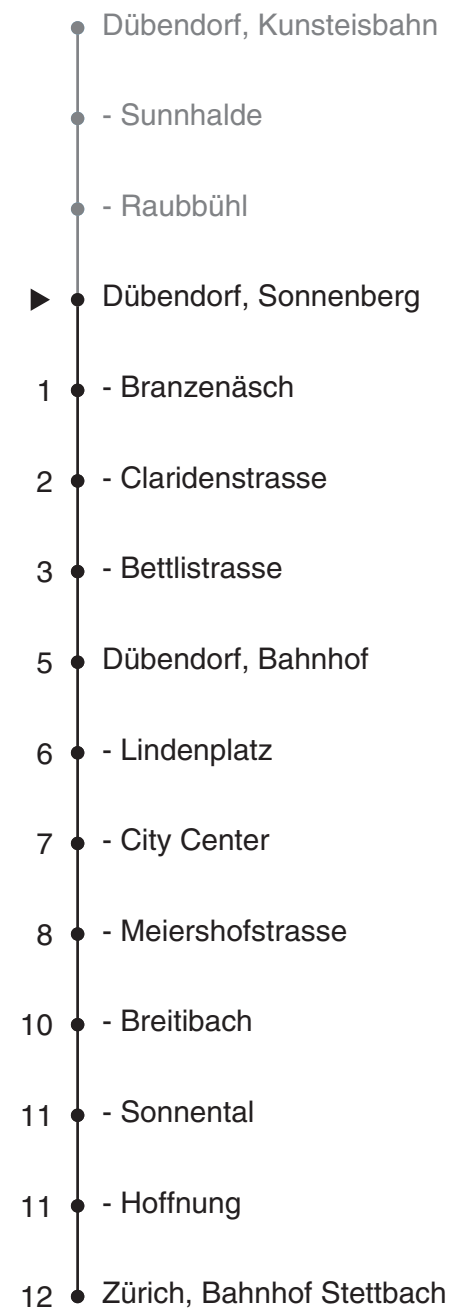 Dübendorf, Kunsteisbahn
- Sunnhalde
- Raubbühl
Dübendorf, Sonnenberg
1 - Branzenäsch
2 - Claridenstrasse
3 - Bettlistrasse
5 Dübendorf, Bahnhof
6 - Lindenplatz
7 - City Center
8 - Meiershofstrasse
10 - Breitibach
11 - Sonnental
11 - Hoffnung
12 Zürich, Bahnhof Stettbach